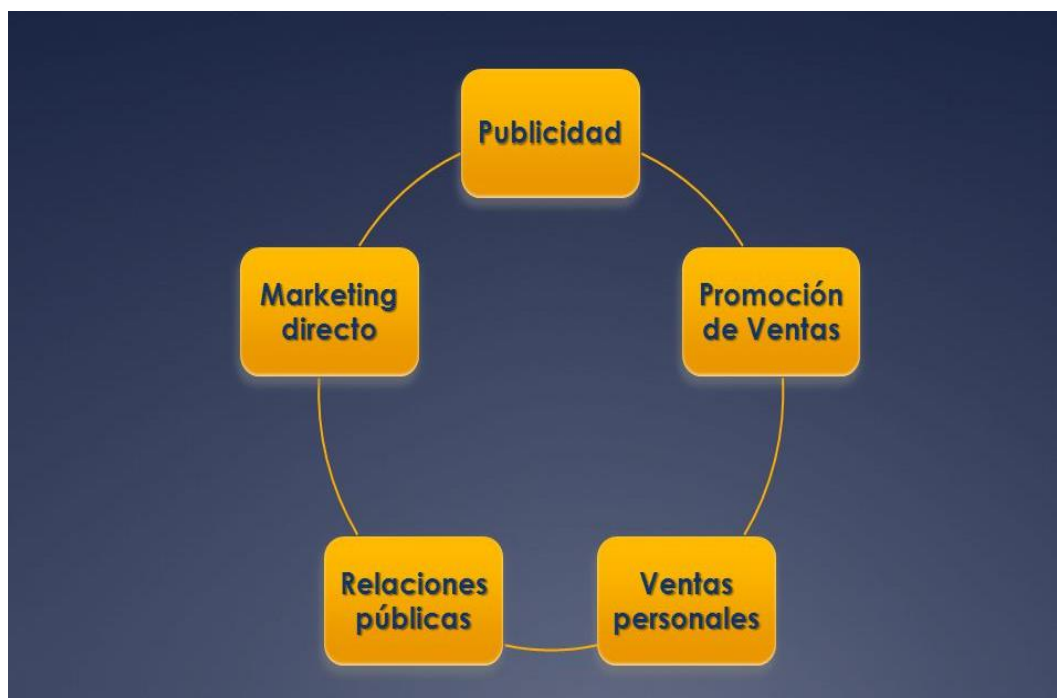 Publicidad
Marketing
directo
Promoción
de Ventas
Relaciones
públicas
Ventas
personales